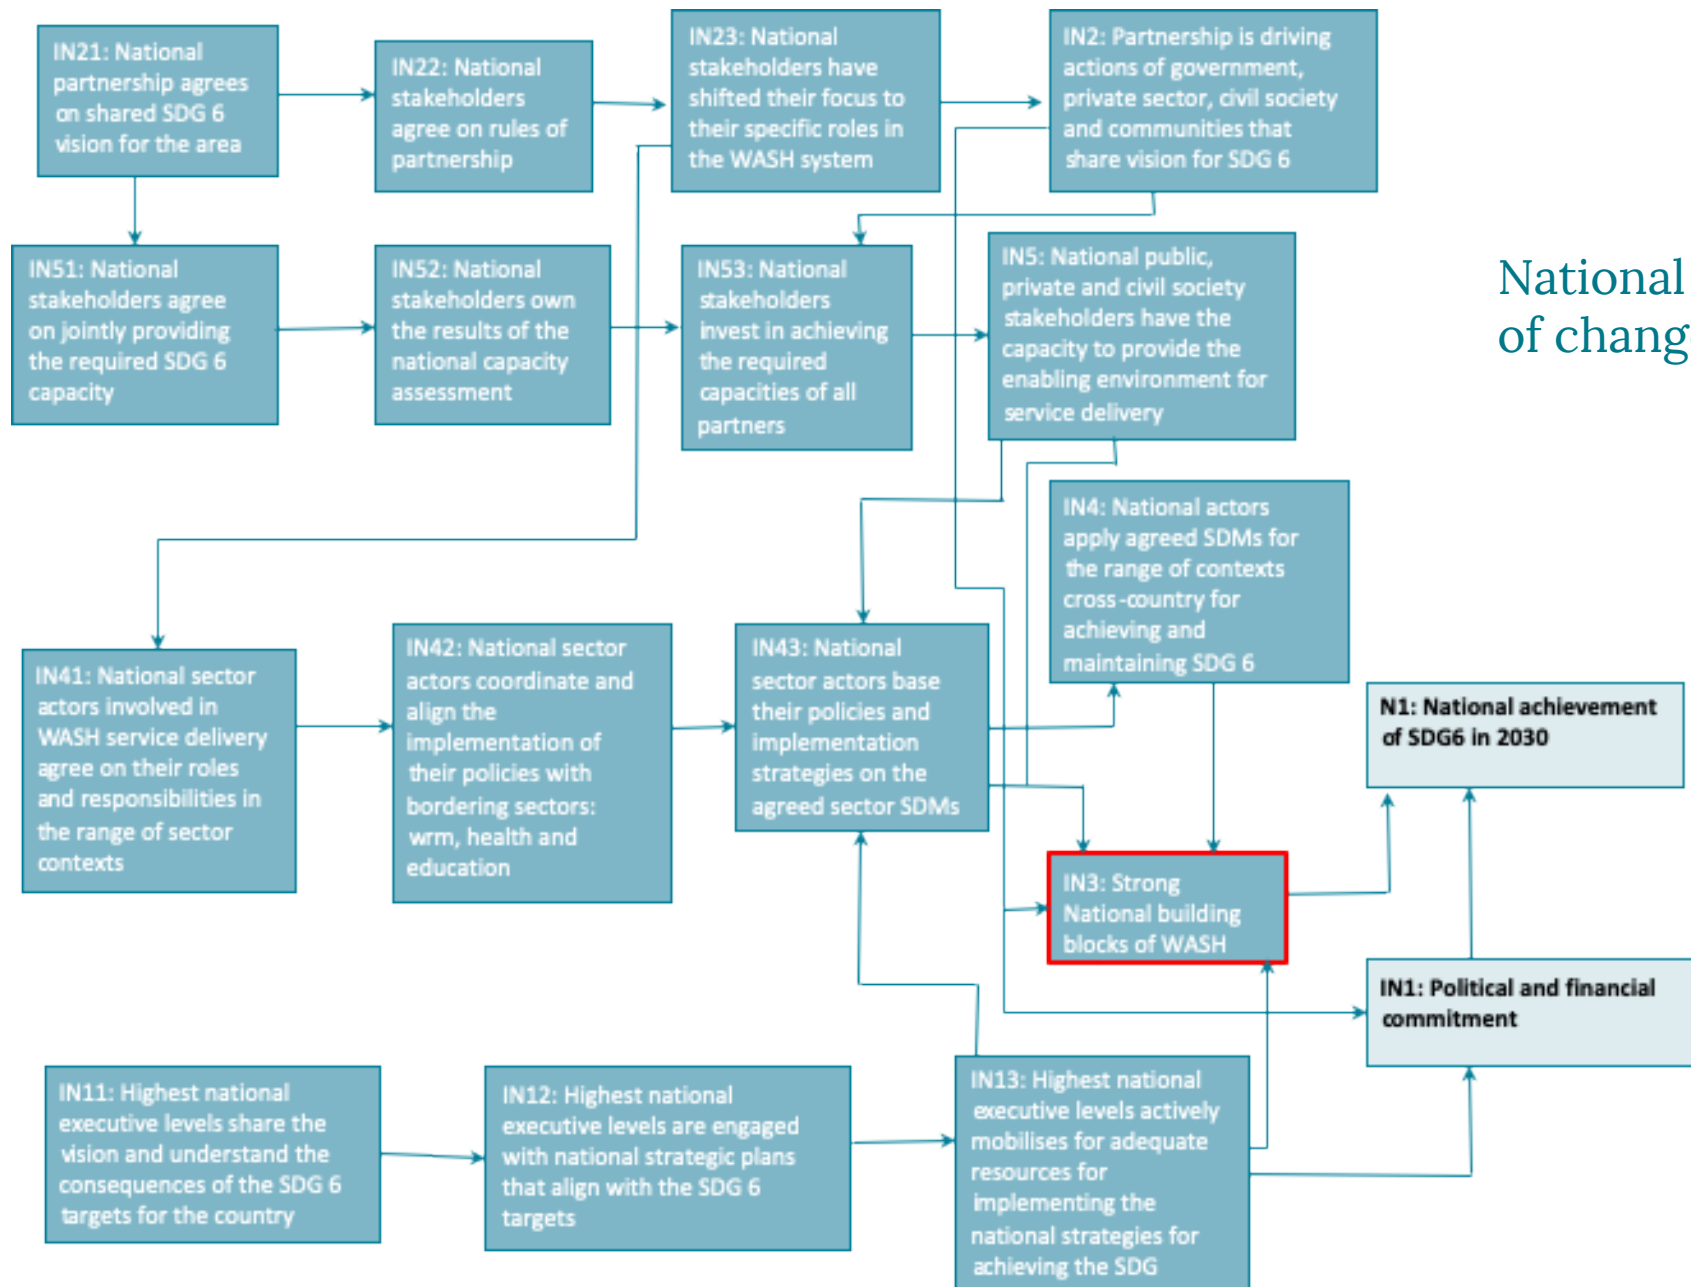 IN21: National
partnership agrees
on shared SDG 6
vision for the area
IN22: National
stakeholders
agree on rules of
partnership
IN23: National
stakeholders have
shifted their focus to
their specific roles in
the WASH system
IN2: Partnership is driving
actions of government,
private sector, civil society
and communities that
share vision for SDG 6
IN51: National
stakeholders agree
on jointly providing
the required SDG 6
capacity
IN52: National
stakeholders own
the results of the
national capacity
assessment
IN53: National
stakeholders
invest in achieving
the required
capacities of all
partners
IN5: National public,
private and civil society
stakeholders have the
capacity to provide the
enabling environment for
service delivery
National
of chang
IN4: National actors
apply agreed SDMs for
the range of contexts
cross-country for
achieving and
maintaining SDG 6
IN41: National sector
actors involved in
WASH service delivery
agree on their roles
and responsibilities in
the range of sector
contexts
IN42: National sector
actors coordinate and
align the
implementation of
their policies with
bordering sectors:
wrm, health and
education
IN43: National
sector actors base
their policies and
implementation
strategies on the
agreed sector SDMs
N1: National achievement
of SDG6 in 2030
IN3: Strong
National building
blocks of WASH
IN1: Political and financial
commitment
IN11: Highest national
executive levels share the
vision and understand the
consequences of the SDG 6
targets for the country
IN12: Highest national
executive levels are engaged
with national strategic plans
that align with the SDG 6
targets
IN13: Highest national
executive levels actively
mobilises for adequate
resources for
implementing the
national strategies for
achieving the SDG